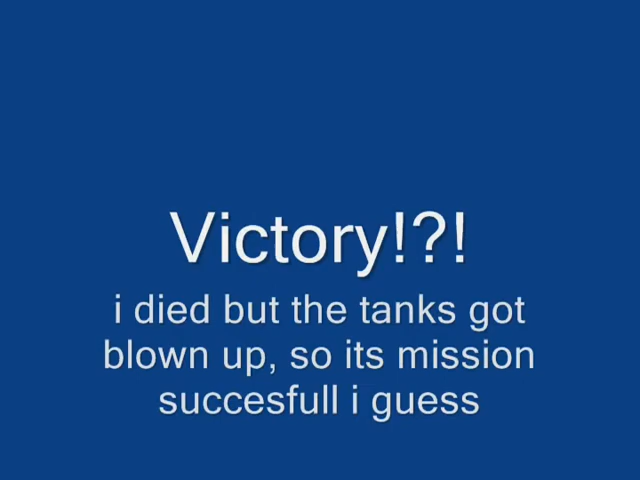 Victory!?!
i died but the tanks got
blown up, so its mission
succesfull i guess